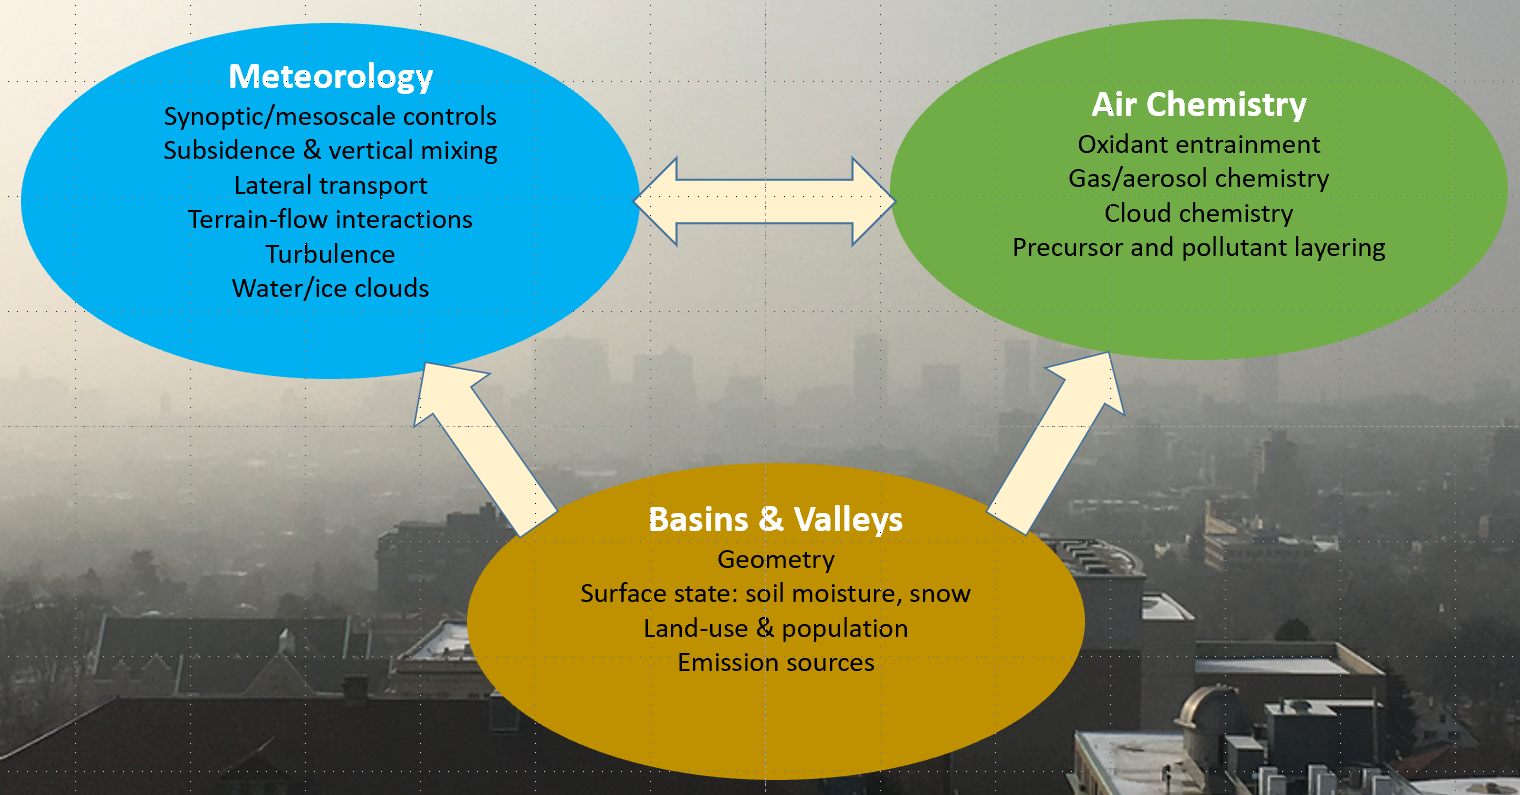 Meteorology
Synoptic/mesoscale controls
Subsidence & vertical mixing
Lateral transport
Terrain-flow interactions
Turbulence
Water/ice clouds
Air Chemistry
Oxidant entrainment
Gas/aerosol chemistry
Cloud chemistry
Precursor and pollutant layering
Basins & Valleys
Geometry
Surface state: soil moisture, snow
Land-use & population
Emission sources